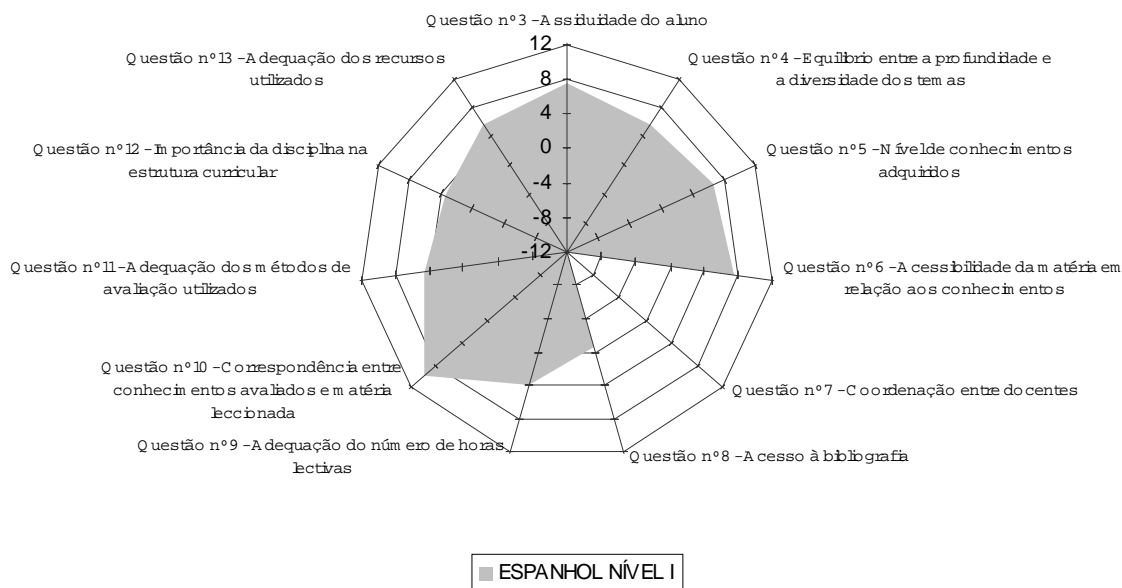 Questão nº3 - Assiduidade do aluno
Questão nº4 - Equilíbrio entre a profundidade e
a diversidade dos temas
Questão nº5 - Nível de conhecimentos
adquiridos
Questão nº6 - Acessibilidade da matéria em
relação aos conhecimentos
Questão nº7 - Coordenação entre docentes
Questão nº8 - Acesso à bibliografia
Questão nº9 - Adequação do número de horas
lectivas
Questão nº10 - Correspondência entre
conhecimentos avaliados e matéria
leccionada
Questão nº11 - Adequação dos métodos de
avaliação utilizados
Questão nº12 - Importância da disciplina na
estrutura curricular
Questão nº13 - Adequação dos recursos
utilizados
12
8
4
0
-4
-8
-12
ESPANHOL NÍVEL I